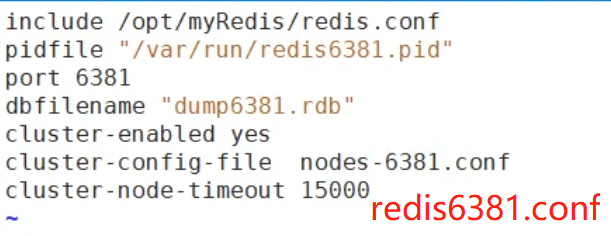 include /opt/myRedis/redis.conf
pidfile "/var/run/redis6381.pid"
port 6381
dbfilename "dump6381.rdb"
cluster-enabled yes
cluster-config-file  nodes-6381.conf
cluster-node-timeout 15000
~
redis6381.conf